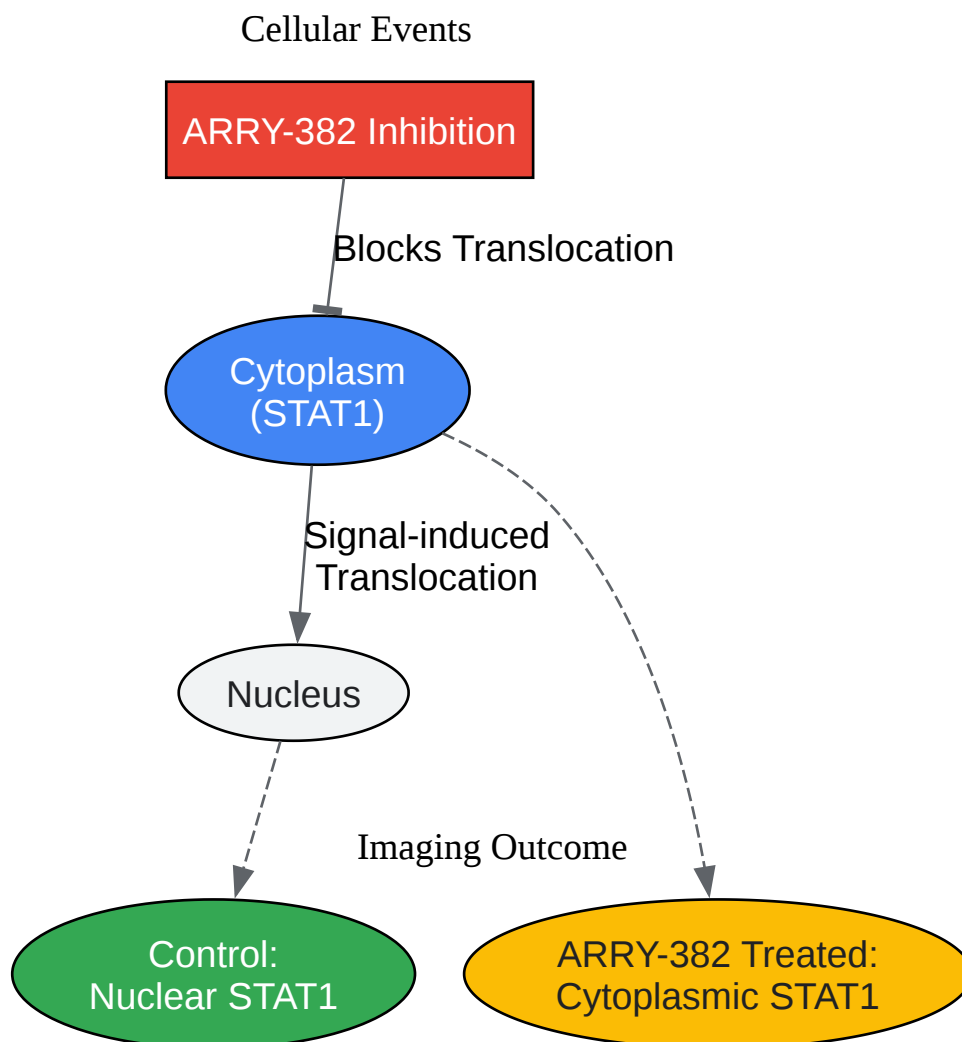 Cellular Events
ARRY-382 Inhibition
Blocks Translocation
Cytoplasm
(STAT1)
Signal-induced
Translocation
Nucleus
Imaging Outcome
Control:
Nuclear STAT1
ARRY-382 Treated:
Cytoplasmic STAT1